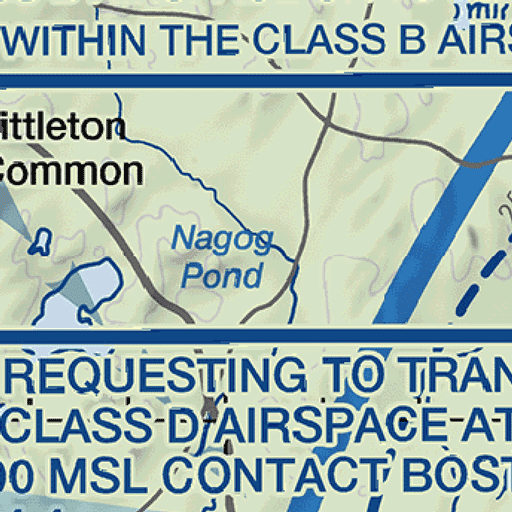 WITHIN THE CLASS B AIRS
ittleton
Common
Nagog
Pond
REQUESTING TO TRAN
CLASS D AIRSPACE AT
00 MSL CONTACT BOST